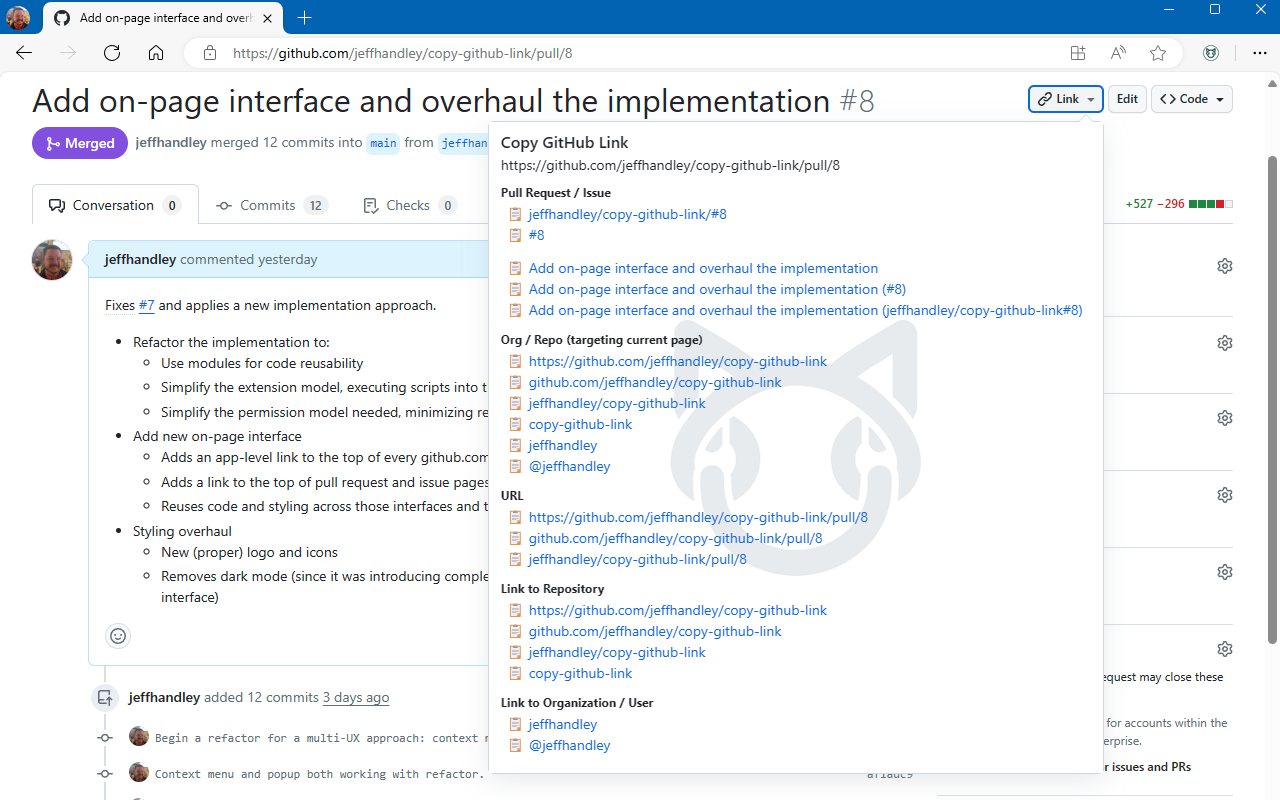 Add on-page interface and overh
https://github.com/jeffhandley/copy-github-link/pull/8
Add on-page interface and overhaul the implementation #8
Link
Edit
Code
Merged
jeffhandley merged 12 commits into main from jeffhan
Conversation 0
Commits 12
Checks 0
+527 −296
jeffhandley commented yesterday
Fixes #7 and applies a new implementation approach.
• Refactor the implementation to:
◦ Use modules for code reusability
◦ Simplify the extension model, executing scripts into t
◦ Simplify the permission model needed, minimizing re
• Add new on-page interface
◦ Adds an app-level link to the top of every github.com
◦ Adds a link to the top of pull request and issue pages
◦ Reuses code and styling across those interfaces and t
• Styling overhaul
◦ New (proper) logo and icons
◦ Removes dark mode (since it was introducing comple
interface)
jeffhandley added 12 commits 3 days ago
Begin a refactor for a multi-UX approach: context m
Context menu and popup both working with refactor.
Copy GitHub Link
https://github.com/jeffhandley/copy-github-link/pull/8
Pull Request / Issue
jeffhandley/copy-github-link/#8
#8
Add on-page interface and overhaul the implementation
Add on-page interface and overhaul the implementation (#8)
Add on-page interface and overhaul the implementation (jeffhandley/copy-github-link#8)
Org / Repo (targeting current page)
https://github.com/jeffhandley/copy-github-link
github.com/jeffhandley/copy-github-link
jeffhandley/copy-github-link
copy-github-link
jeffhandley
@jeffhandley
URL
https://github.com/jeffhandley/copy-github-link/pull/8
github.com/jeffhandley/copy-github-link/pull/8
jeffhandley/copy-github-link/pull/8
Link to Repository
https://github.com/jeffhandley/copy-github-link
github.com/jeffhandley/copy-github-link
jeffhandley/copy-github-link
copy-github-link
Link to Organization / User
jeffhandley
@jeffhandley
equest may close these
for accounts within the
erprise.
r issues and PRs